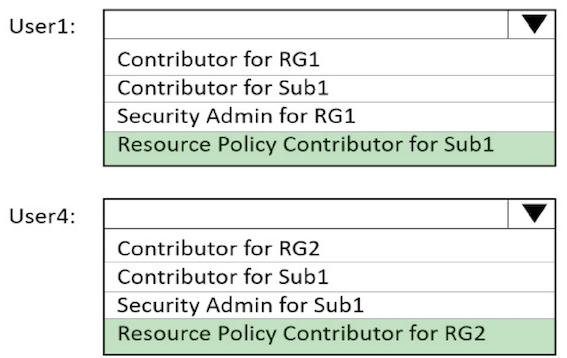 User1:
Contributor for RG1
Contributor for Sub1
Security Admin for RG1
Resource Policy Contributor for Sub1
User4:
Contributor for RG2
Contributor for Sub1
Security Admin for Sub1
Resource Policy Contributor for RG2